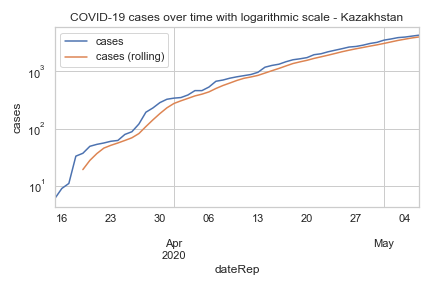 COVID-19 cases over time with logarithmic scale - Kazakhstan
cases
cases (rolling)
10³
10²
10¹
cases
16 23 30 06 13 20 27 04
Apr May
2020
dateRep